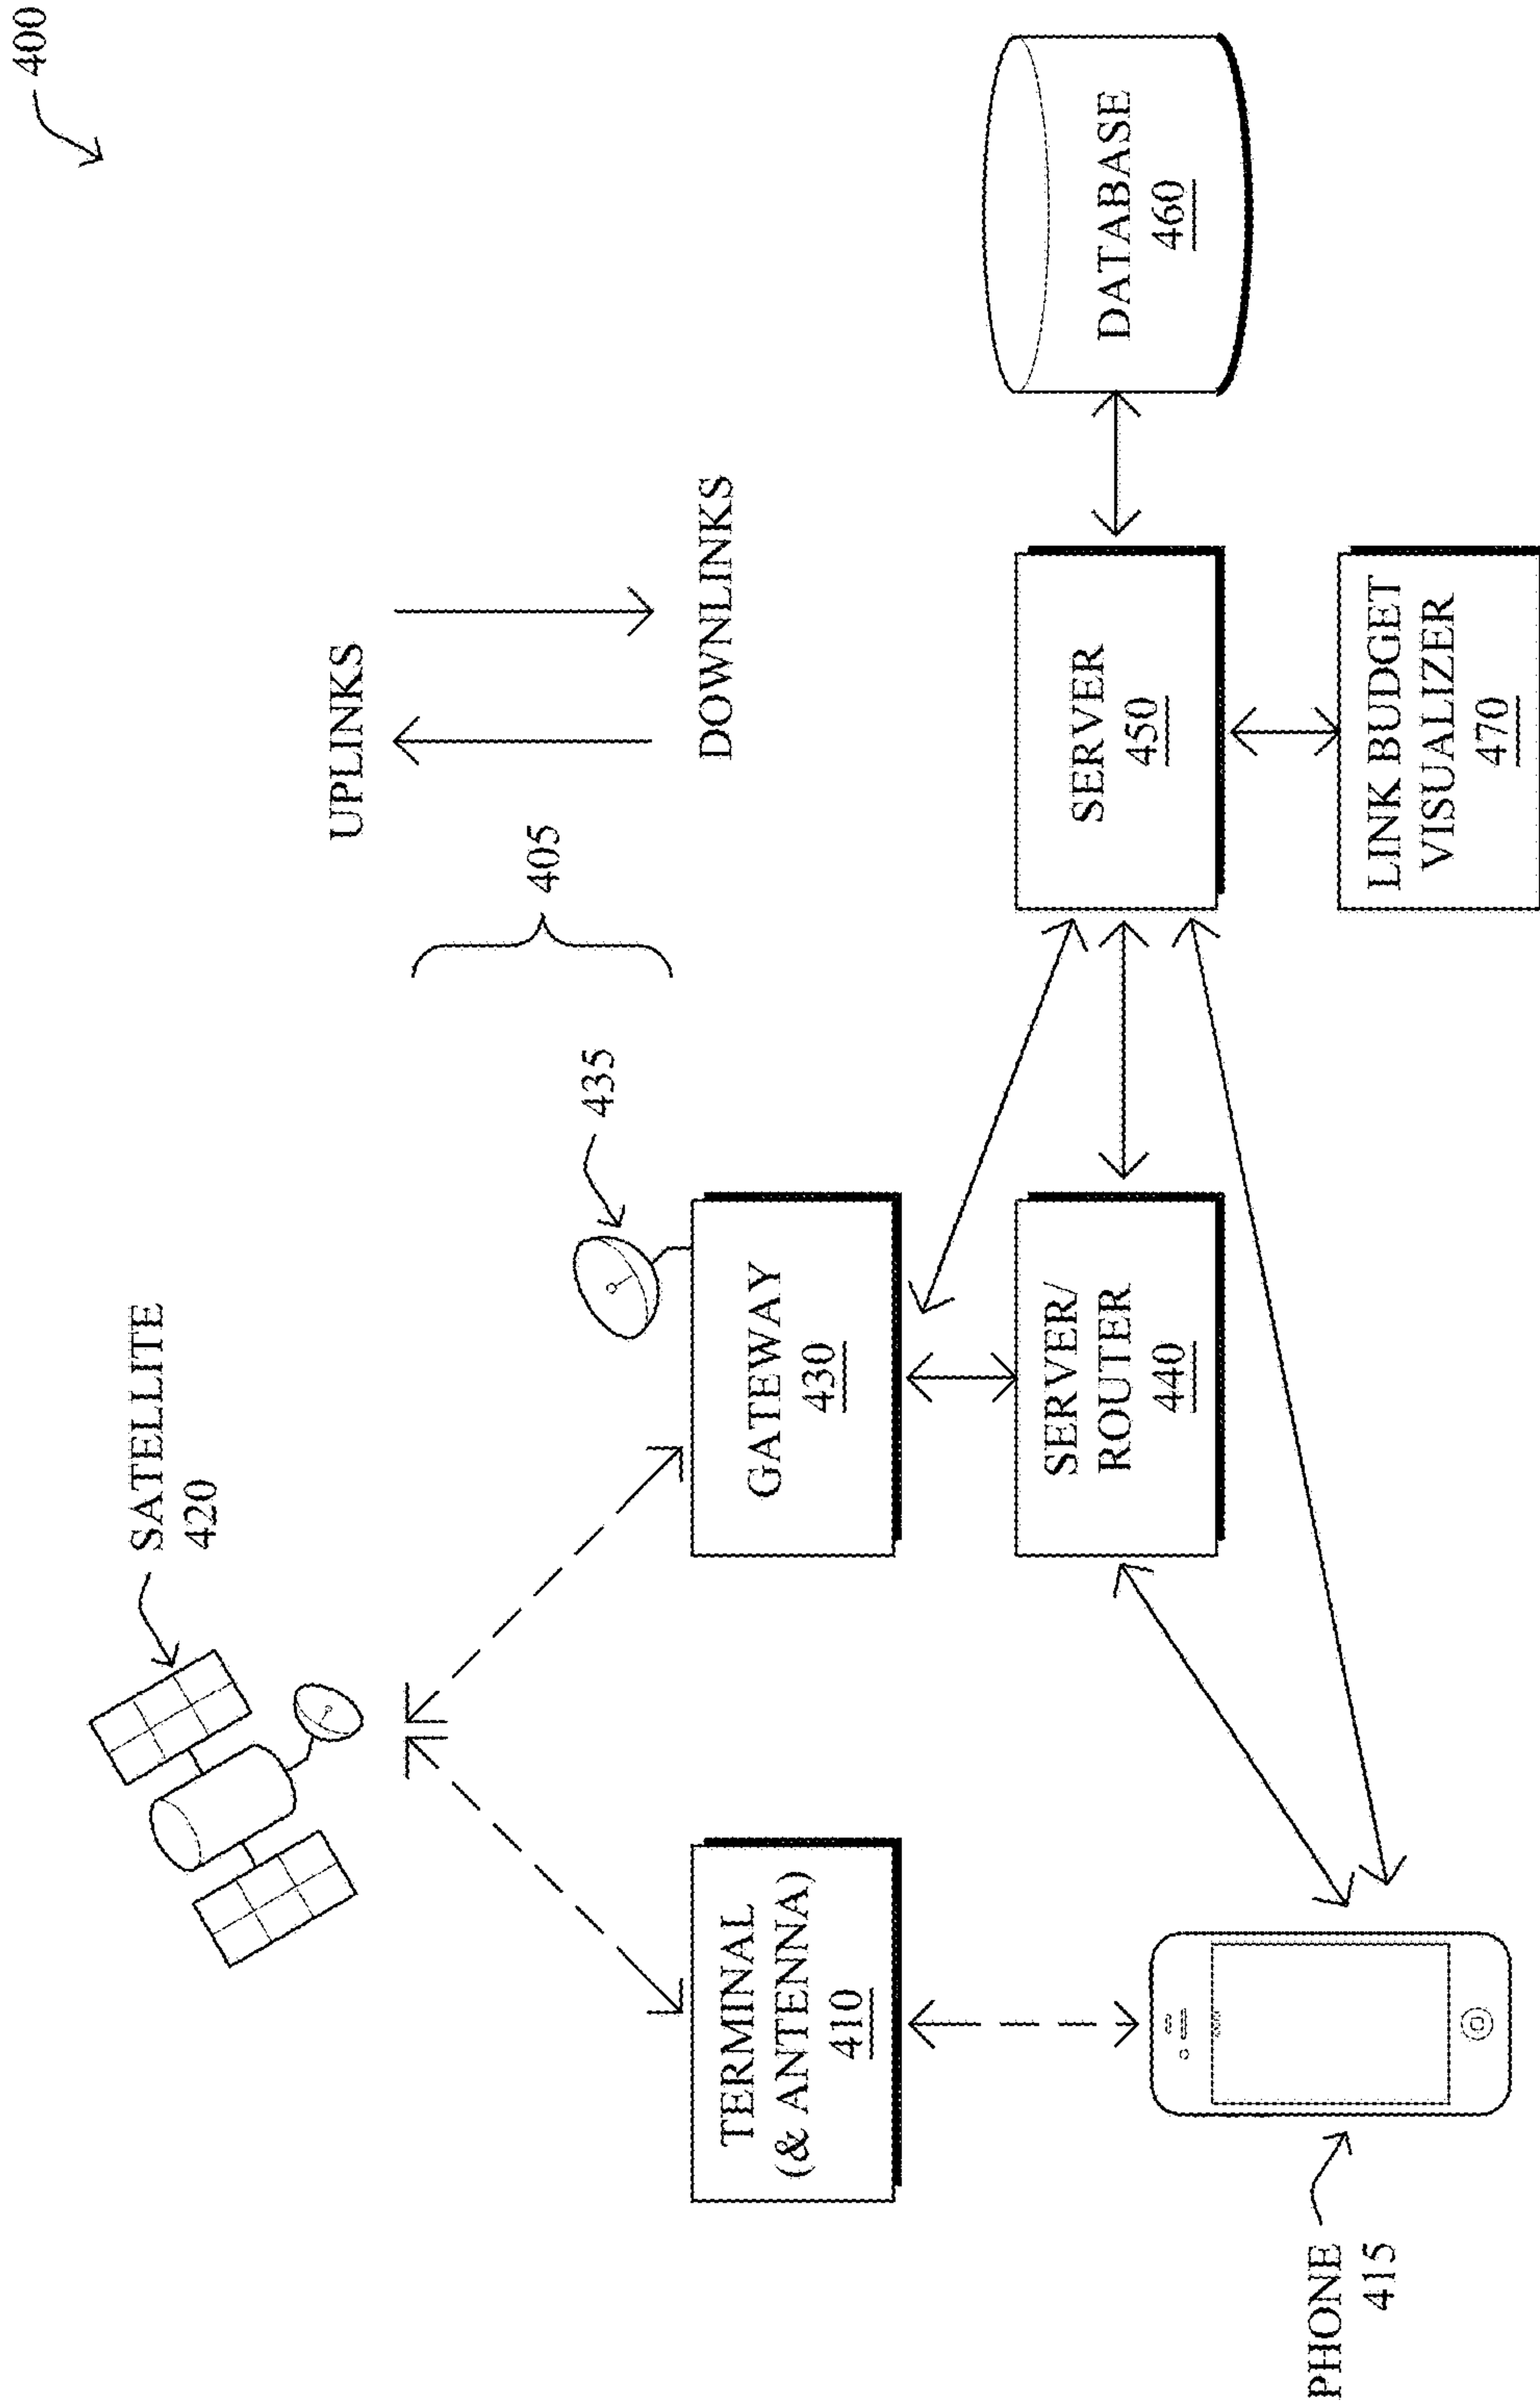 400
SATELLITE
420
UPLINKS
DOWNLINKS
405
435
TERMINAL
(& ANTENNA)
410
GATEWAY
430
SERVER/
ROUTER
440
SERVER
450
DATABASE
460
LINK BUDGET
VISUALIZER
470
PHONE
415